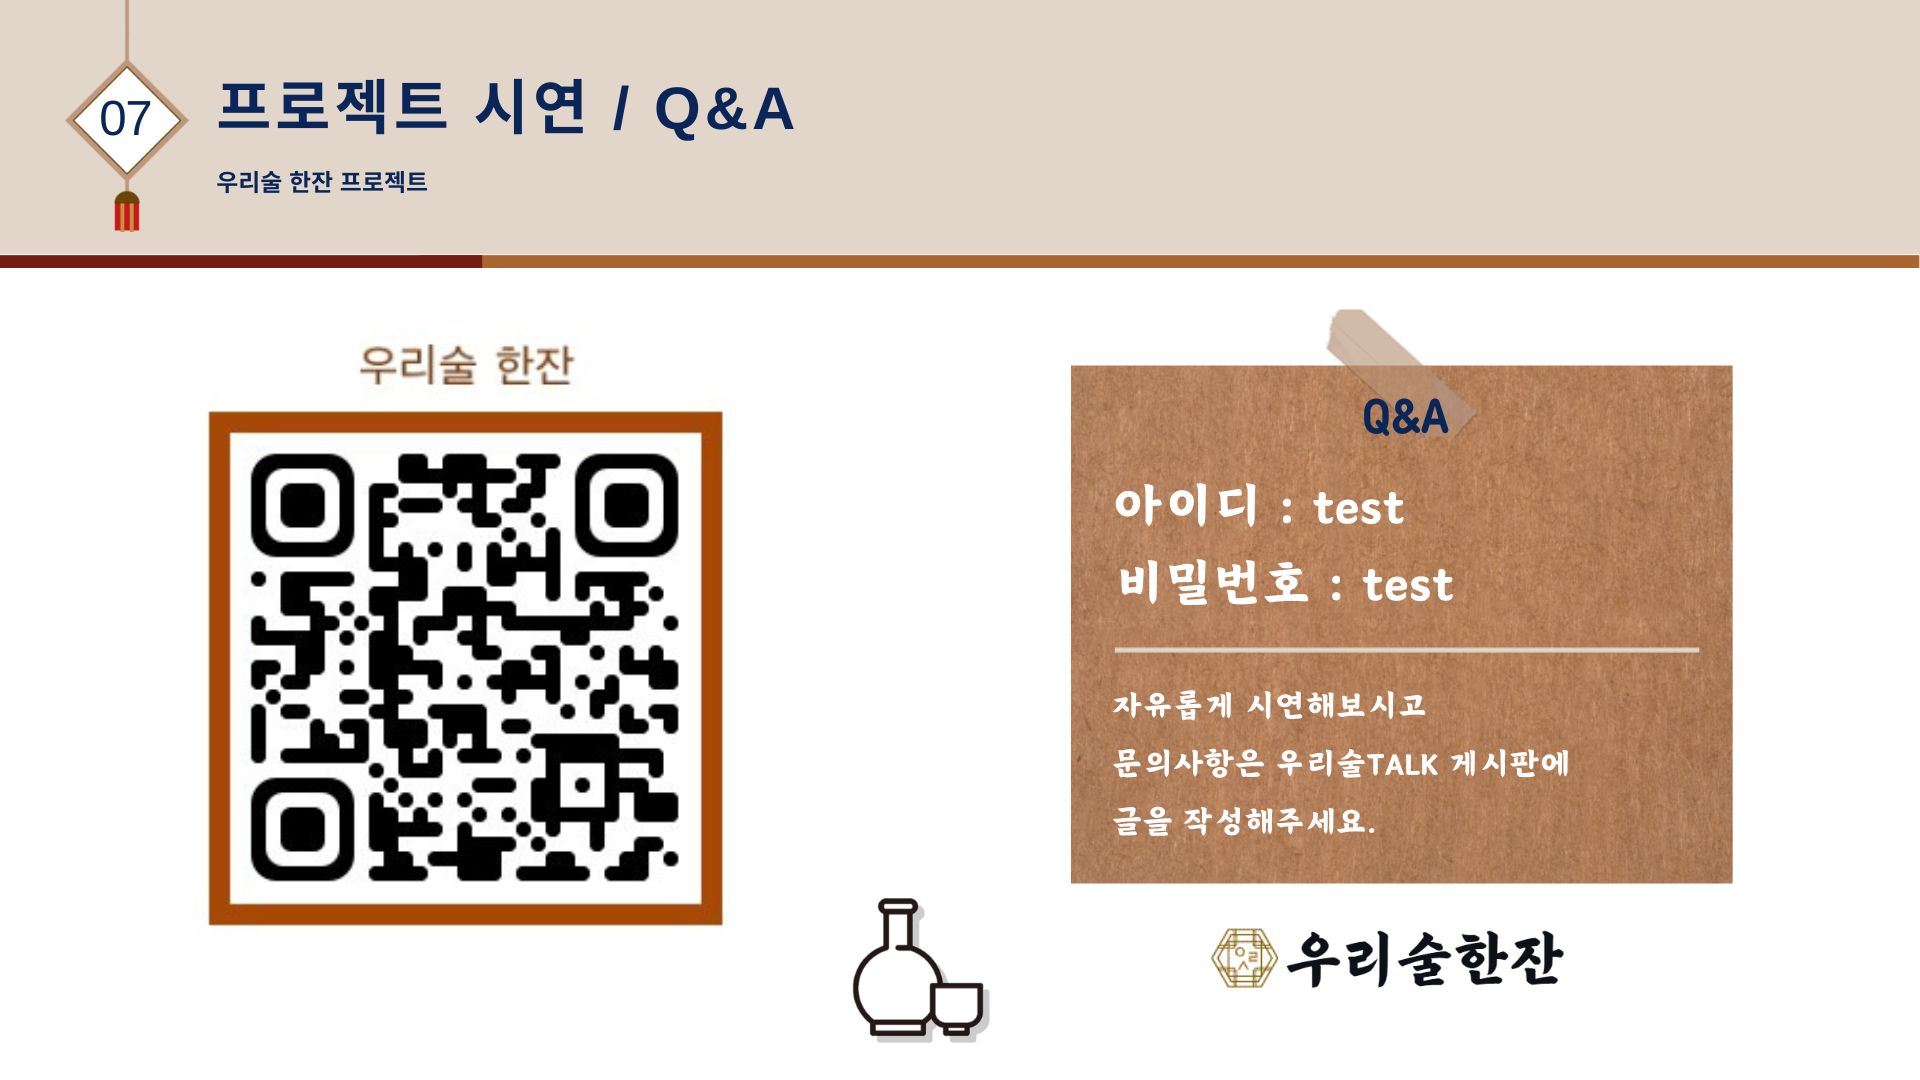 07
프로젝트 시연 / Q&A
우리술 한잔 프로젝트
우리술 한잔
Q&A
아이디 : test
비밀번호 : test
자유롭게 시연해보시고
문의사항은 우리술TALK 게시판에
글을 작성해주세요.
우리술한잔